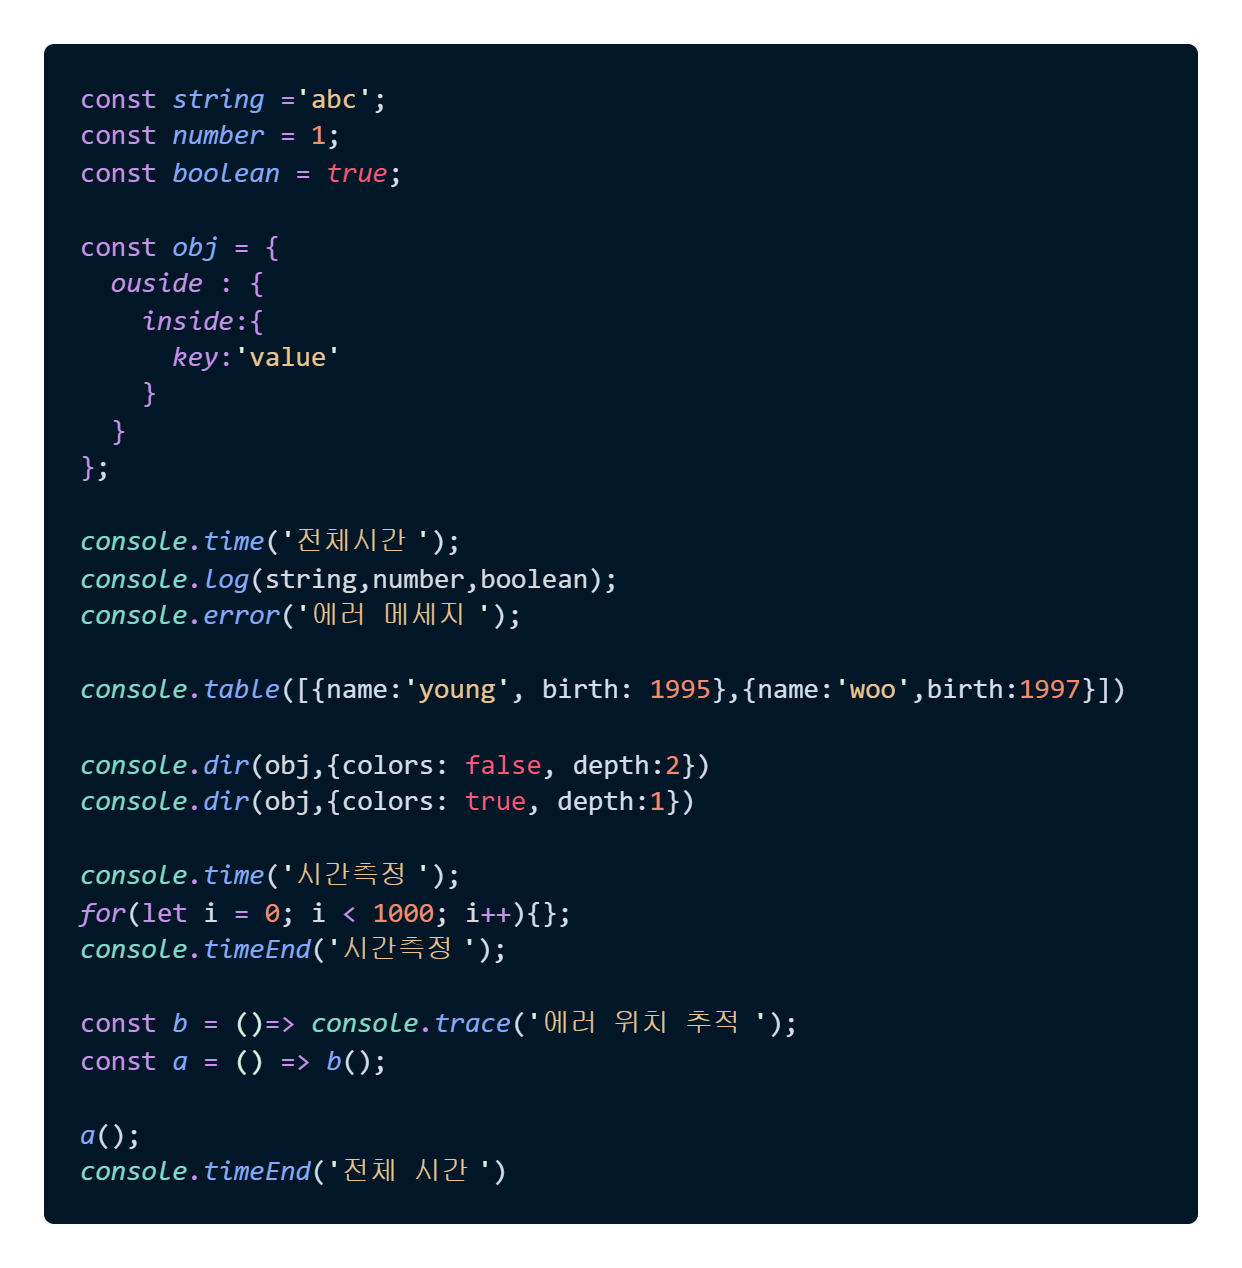 const string ='abc';
const number = 1;
const boolean = true;
const obj = {
  ouside : {
    inside:{
      key:'value'
    }
  }
};
console.time('전체시간 ');
console.log(string,number,boolean);
console.error('에러 메세지 ');
console.table([{name:'young', birth: 1995},{name:'woo',birth:1997}])
console.dir(obj,{colors: false, depth:2})
console.dir(obj,{colors: true, depth:1})
console.time('시간측정 ');
for(let i = 0; i < 1000; i++){};
console.timeEnd('시간측정 ');
const b = ()=> console.trace('에러 위치 추적 ');
const a = () => b();
a();
console.timeEnd('전체 시간 ')